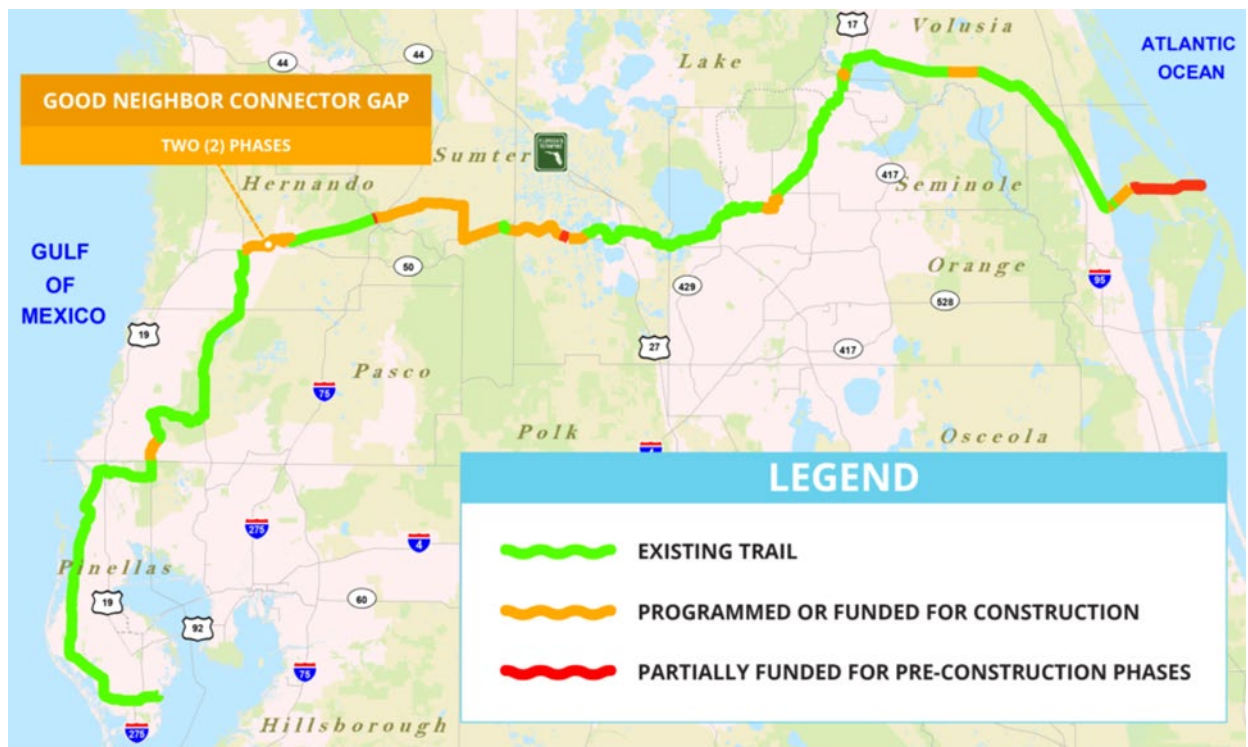 17
Volusia
44
44
Lake
ATLANTIC
OCEAN
GOOD NEIGHBOR CONNECTOR GAP
TWO (2) PHASES
Sumter
Hernando
417
Seminole
GULF
OF
MEXICO
50
Orange
95
429
528
19
27
417
Pasco
75
Polk
Osceola
4
LEGEND
275
4
EXISTING TRAIL
Pinellas
19
60
92
PROGRAMMED OR FUNDED FOR CONSTRUCTION
75
PARTIALLY FUNDED FOR PRE-CONSTRUCTION PHASES
Hillsborough
275